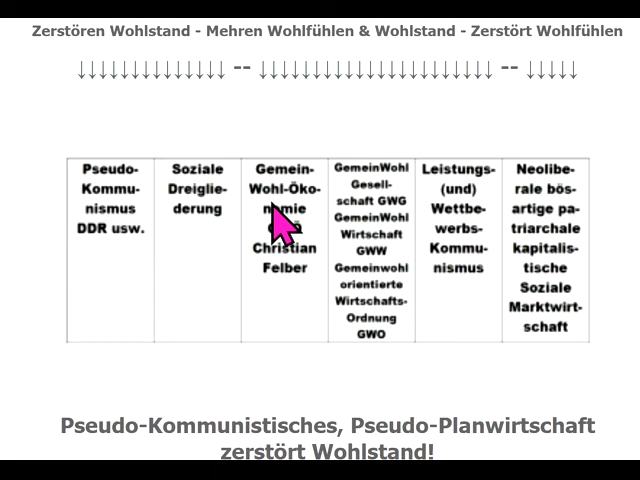 Zerstören Wohlstand - Mehren Wohlfühlen & Wohlstand - Zerstört Wohlfühlen
↓↓↓↓↓↓↓↓↓↓↓↓↓↓ -- ↓↓↓↓↓↓↓↓↓↓↓↓↓↓↓↓↓↓↓↓↓↓ -- ↓↓↓↓↓
Pseudo-
Kommu-
nismus
DDR usw.
Soziale
Dreiglie-
derung
Gemein-
Wohl-Öko-
nomie
Christian
Felber
GemeinWohl
Gesell-
schaft GWG
GemeinWohl
Wirtschaft
GWW
Gemeinwohl
orientierte
Wirtschafts-
Ordnung
GWO
Leistungs-
(und)
Wettbe-
werbs-
Kommu-
nismus
Neolibe-
rale bös-
artige pa-
triarchale
kapitalis-
tische
Soziale
Marktwirt-
schaft
Pseudo-Kommunistisches, Pseudo-Planwirtschaft
zerstört Wohlstand!